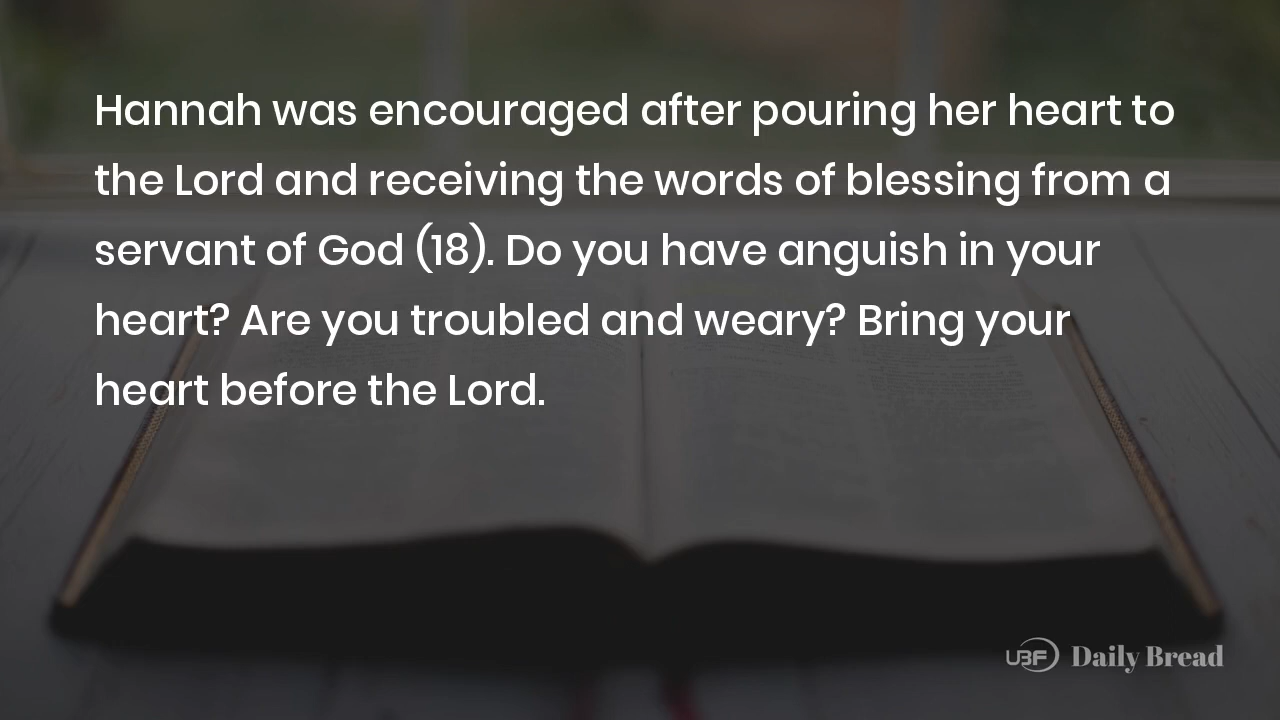 Hannah was encouraged after pouring her heart to
the Lord and receiving the words of blessing from a
servant of God (18). Do you have anguish in your
heart? Are you troubled and weary? Bring your
heart before the Lord.
UBF Daily Bread